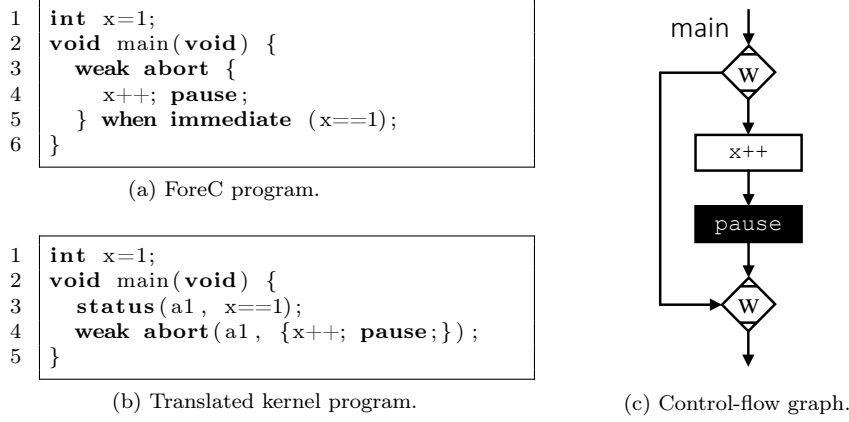 1 int x=1;
2 void main(void) {
3 weak abort {
4 x++; pause;
5 } when immediate (x==1);
6 }
(a) ForeC program.
1 int x=1;
2 void main(void) {
3 status(a1, x==1);
4 weak abort(a1, {x++; pause;});
5 }
(b) Translated kernel program.
main
W
x++
pause
W
(c) Control-flow graph.